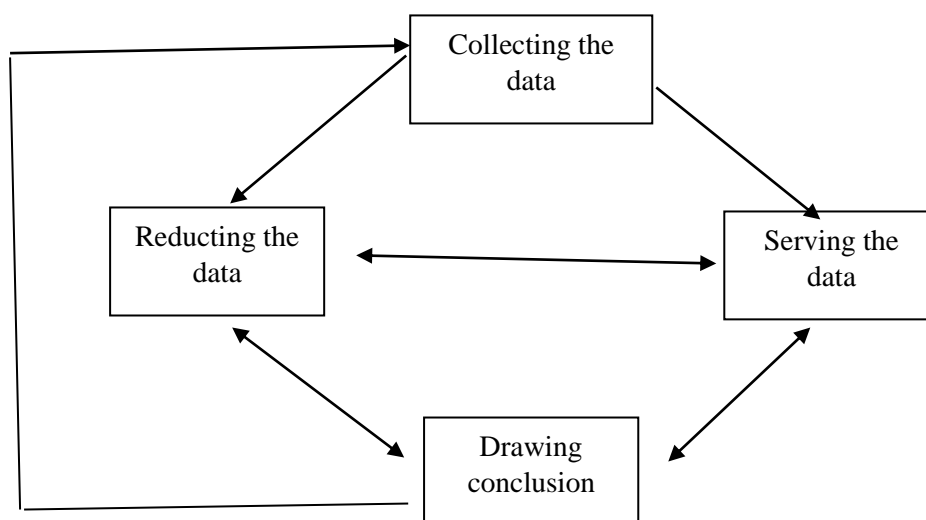 Collecting the
data
Reducting the
data
Serving the
data
Drawing
conclusion